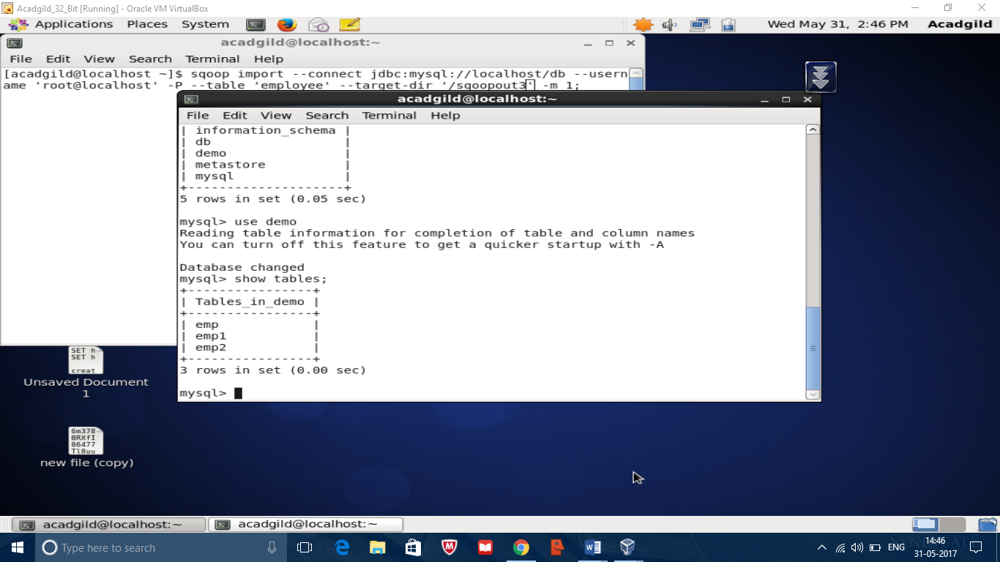 Acadgild_32_Bit [Running] - Oracle VM VirtualBox
Applications Places System Wed May 31, 2:46 PM Acadgild
acadgild@localhost:~
File Edit View Search Terminal Help
[acadgild@localhost ~]$ sqoop import --connect jdbc:mysql://localhost/db --usern
ame 'root@localhost' -P --table 'employee' --target-dir '/sqoopout3' -m 1;
acadgild@localhost:~
File Edit View Search Terminal Help
| information_schema |
| db |
| demo |
| metastore |
| mysql |
+--------------------+
5 rows in set (0.05 sec)
mysql> use demo
Reading table information for completion of table and column names
You can turn off this feature to get a quicker startup with -A
Database changed
mysql> show tables;
+----------------+
| Tables_in_demo |
+----------------+
| emp |
| emp1 |
| emp2 |
+----------------+
3 rows in set (0.00 sec)
mysql>
SET h
SET h
creat
Unsaved Document
1
6m378
BRXfI
86477
Tl8uu
new file (copy)
acadgild@localhost:~ acadgild@localhost:~
Type here to search
ENG
14:46
31-05-2017